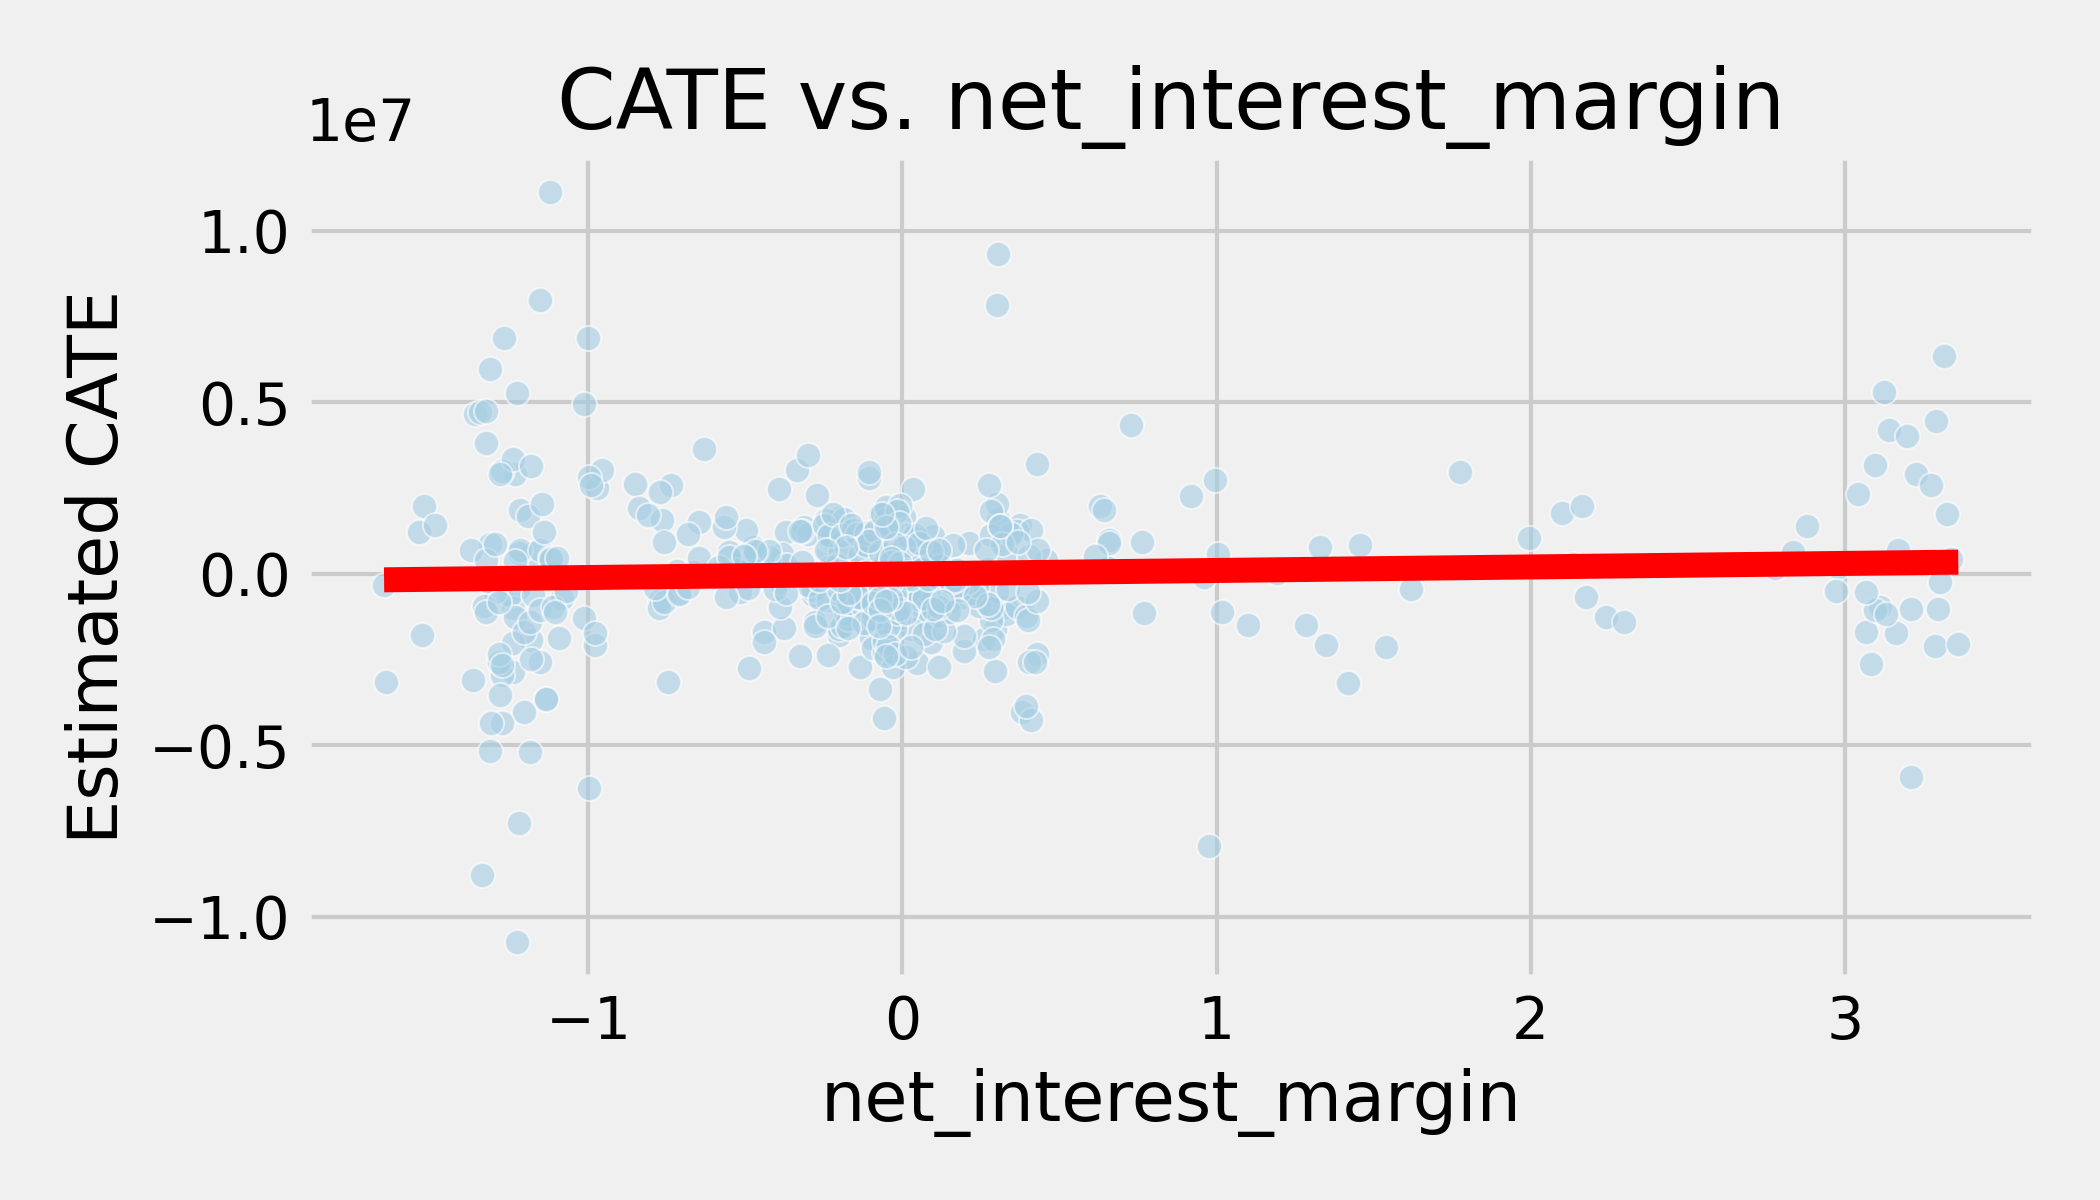 CATE vs. net_interest_margin
1e7
1.0
0.5
0.0
−0.5
−1.0
Estimated CATE
−1 0 1 2 3
net_interest_margin